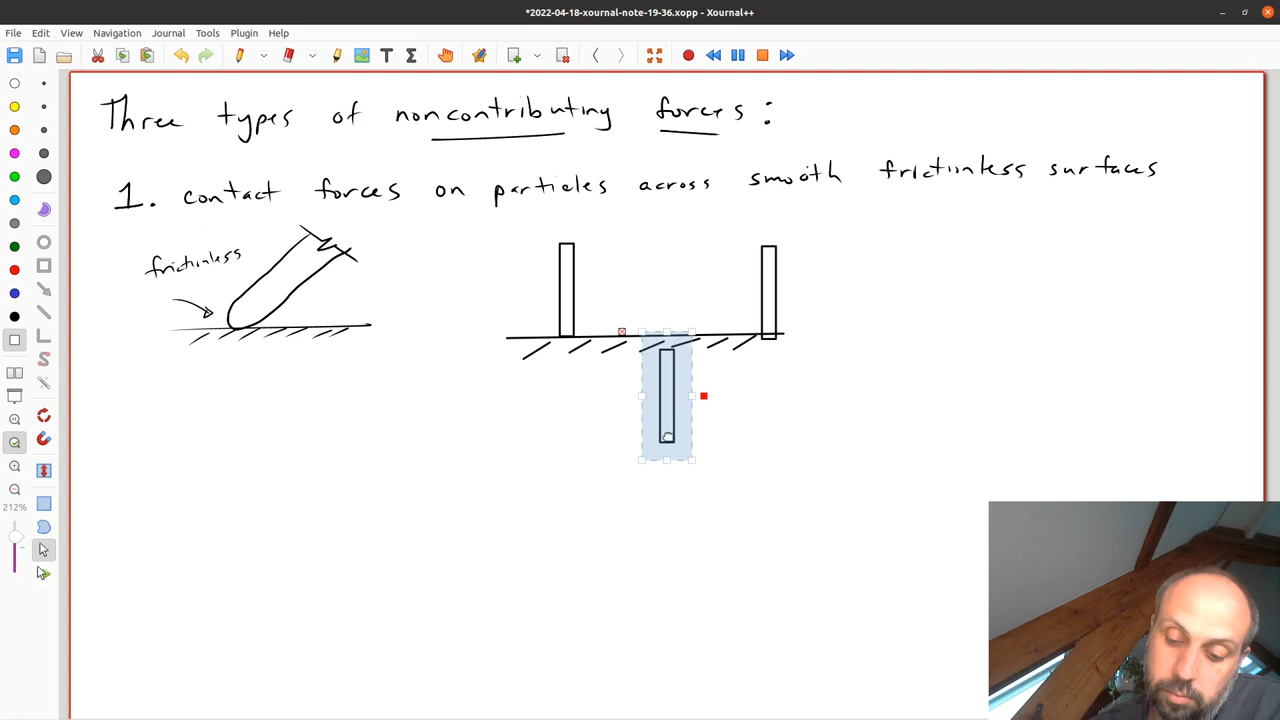 *2022-04-18-xournal-note-19-36.xopp - Xournal++
File Edit View Navigation Journal Tools Plugin Help
Three types of noncontributing forces:
1. contact forces on particles across smooth frictionless surfaces
frictionless
212%